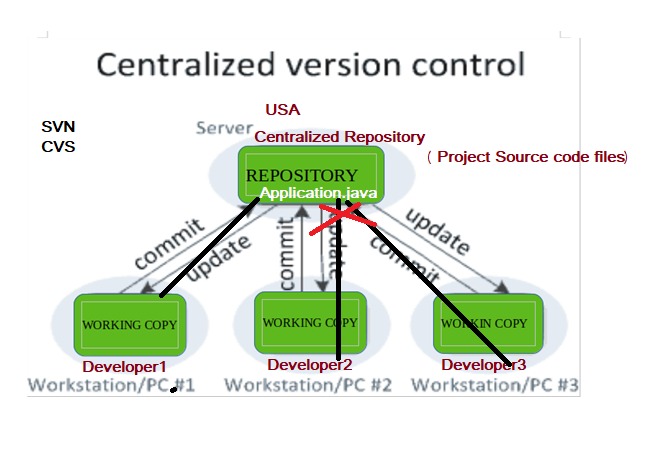 Centralized version control
USA
SVN
CVS
Server
Centralized Repository
( Project Source code files)
REPOSITORY
Application.java
commit
update
commit
update
commit
update
WORKING COPY
WORKING COPY
WORKIN COPY
Developer1
Developer2
Developer3
Workstation/PC #1
Workstation/PC #2
Workstation/PC #3